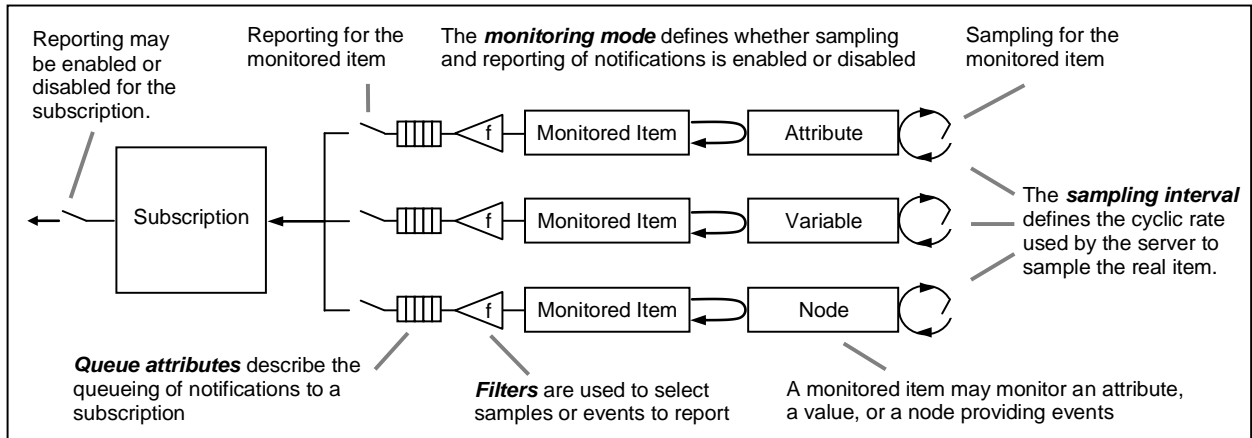 Reporting may
be enabled or
disabled for the
subscription.
Reporting for the
monitored item
The monitoring mode defines whether sampling
and reporting of notifications is enabled or disabled
Sampling for the
monitored item
f
Monitored Item
Attribute
Subscription
f
Monitored Item
Variable
The sampling interval
defines the cyclic rate
used by the server to
sample the real item.
f
Monitored Item
Node
Queue attributes describe the
queueing of notifications to a
subscription
Filters are used to select
samples or events to report
A monitored item may monitor an attribute,
a value, or a node providing events